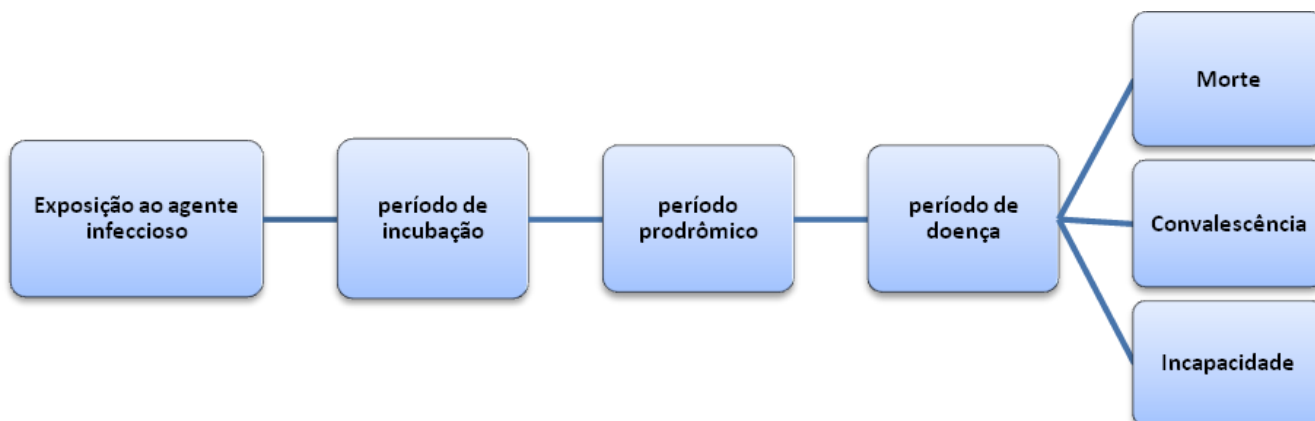 Exposição ao agente
infeccioso
período de
incubação
período
prodrômico
período de
doença
Morte
Convalescência
Incapacidade